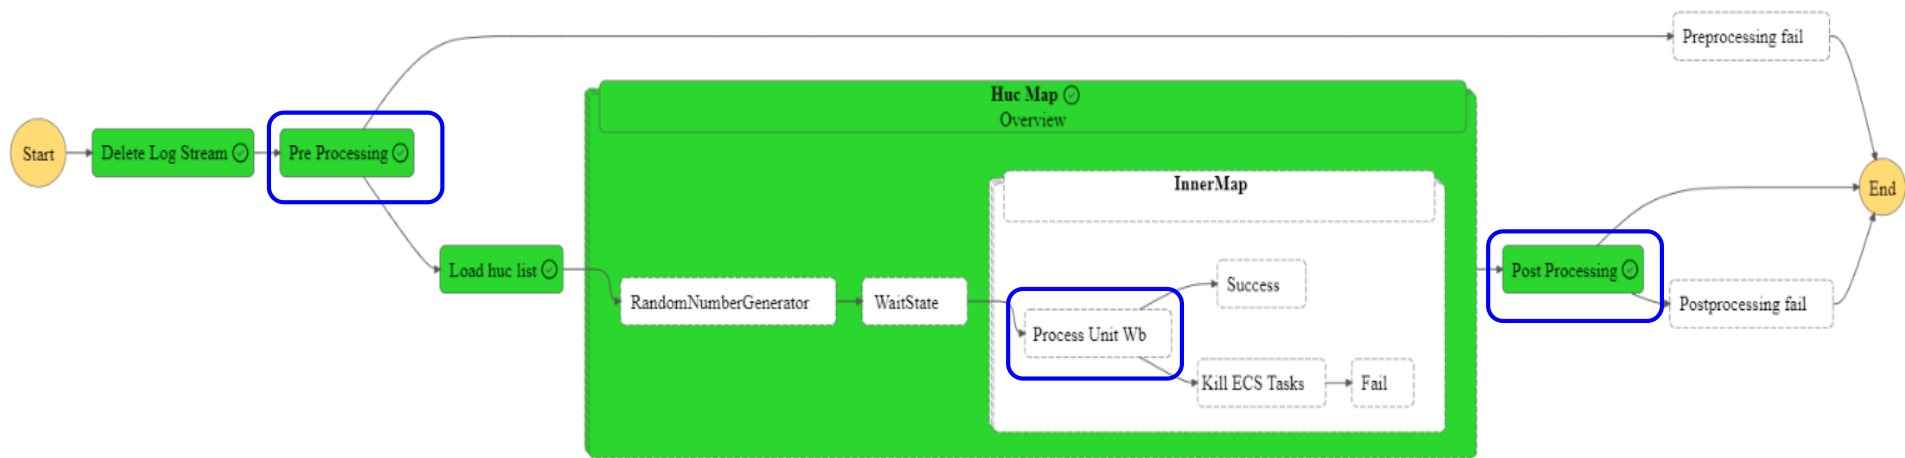 Preprocessing fail
Huc Map
Overview
Start
Delete Log Stream
Pre Processing
InnerMap
End
Load huc list
Post Processing
Success
RandomNumberGenerator
WaitState
Postprocessing fail
Process Unit Wb
Kill ECS Tasks
Fail